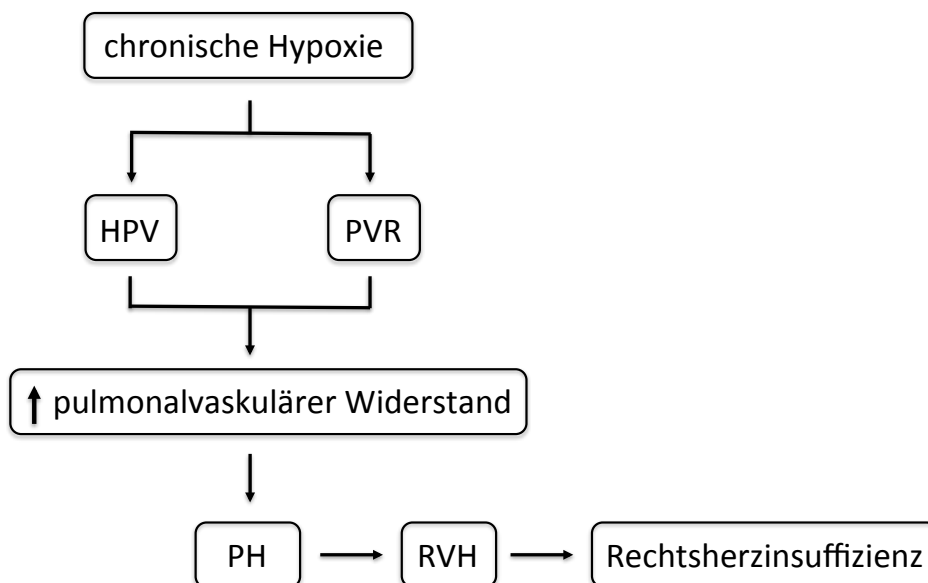 chronische Hypoxie
HPV
PVR
pulmonalvaskulärer Widerstand
PH
RVH
Rechtsherzinsuffizienz